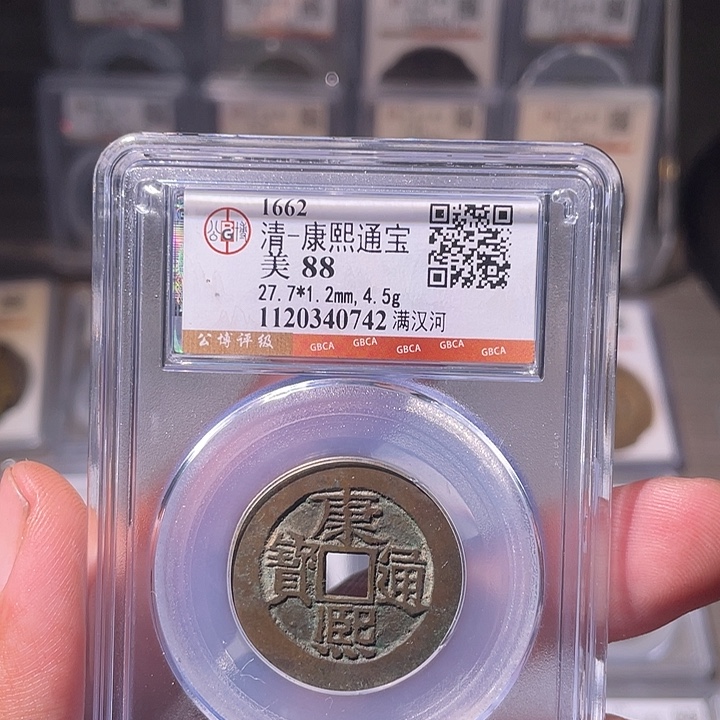 1662
清-康熙通宝
美 88
27.7*1.2mm,4.5g
1120340742 满汉河
公博评级 GBCA GBCA GBCA GBCA GBCA
康
寶 通
熙